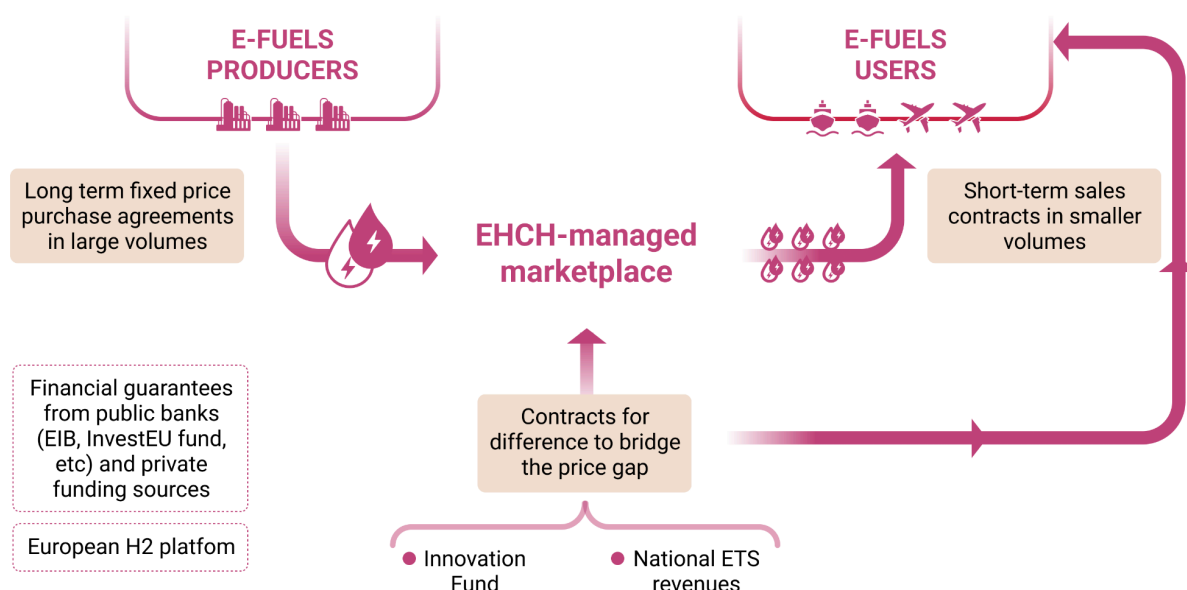 E-FUELS
PRODUCERS
E-FUELS
USERS
Long term fixed price
purchase agreements
in large volumes
EHCH-managed
marketplace
Short-term sales
contracts in smaller
volumes
Financial guarantees
from public banks
(EIB, InvestEU fund,
etc) and private
funding sources
European H2 platfom
Contracts for
difference to bridge
the price gap
Innovation
Fund
National ETS
revenues